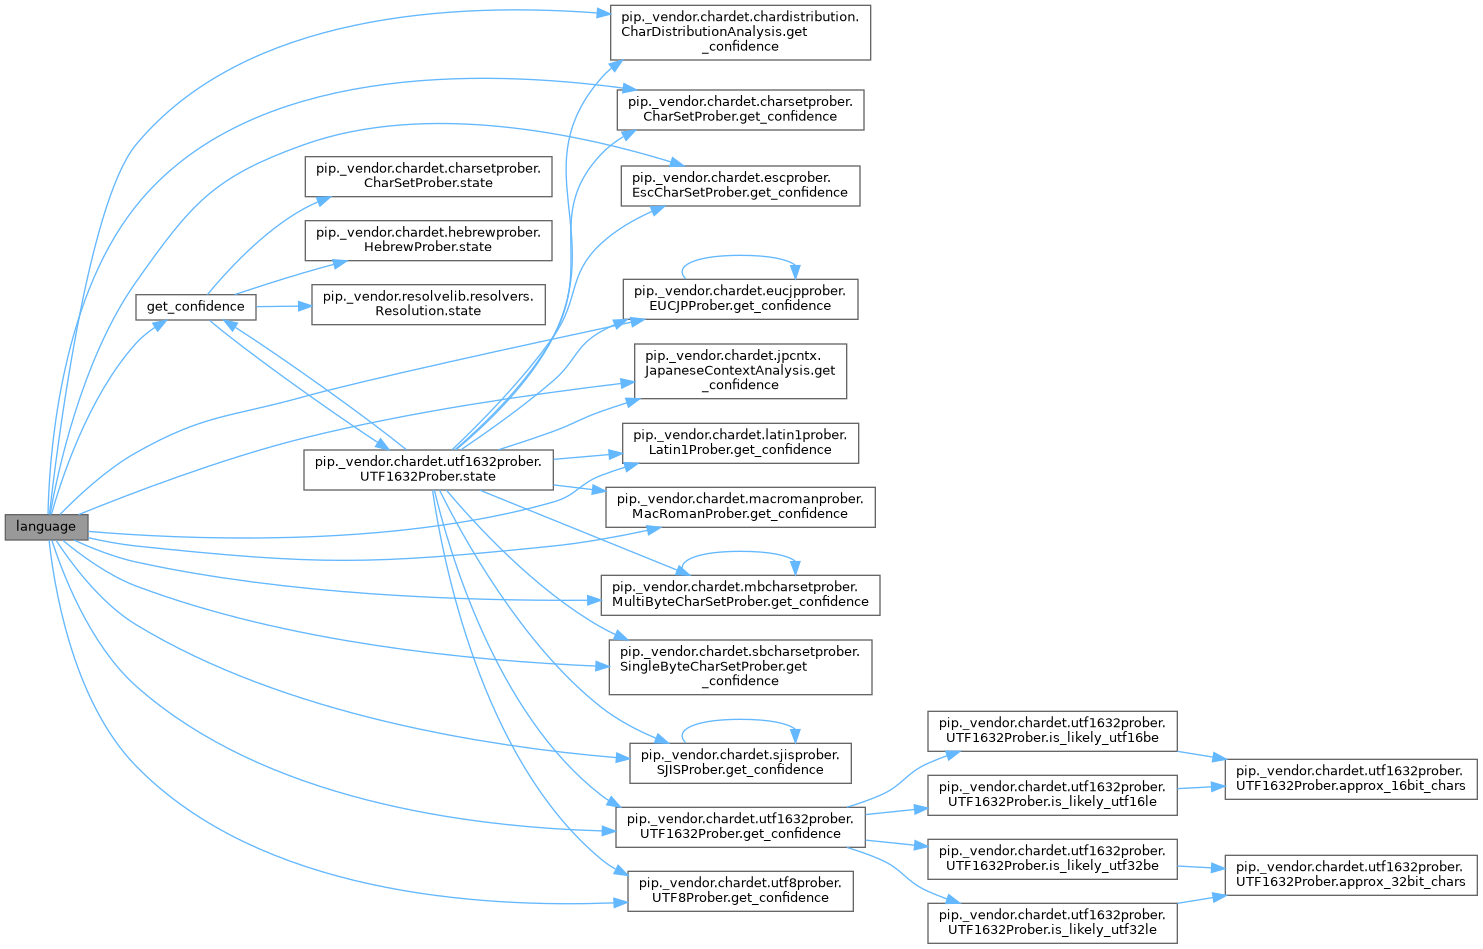 pip._vendor.chardet.chardistribution.
CharDistributionAnalysis.get
_confidence
pip._vendor.chardet.charsetprober.
CharSetProber.get_confidence
pip._vendor.chardet.charsetprober.
CharSetProber.state
pip._vendor.chardet.escprober.
EscCharSetProber.get_confidence
pip._vendor.chardet.hebrewprober.
HebrewProber.state
get_confidence
pip._vendor.resolvelib.resolvers.
Resolution.state
pip._vendor.chardet.eucjpprober.
EUCJPProber.get_confidence
pip._vendor.chardet.jpcntx.
JapaneseContextAnalysis.get
_confidence
pip._vendor.chardet.latin1prober.
Latin1Prober.get_confidence
pip._vendor.chardet.utf1632prober.
UTF1632Prober.state
pip._vendor.chardet.macromanprober.
MacRomanProber.get_confidence
language
pip._vendor.chardet.mbcharsetprober.
MultiByteCharSetProber.get_confidence
pip._vendor.chardet.sbcharsetprober.
SingleByteCharSetProber.get
_confidence
pip._vendor.chardet.sjisprober.
SJISProber.get_confidence
pip._vendor.chardet.utf1632prober.
UTF1632Prober.get_confidence
pip._vendor.chardet.utf8prober.
UTF8Prober.get_confidence
pip._vendor.chardet.utf1632prober.
UTF1632Prober.is_likely_utf16be
pip._vendor.chardet.utf1632prober.
UTF1632Prober.is_likely_utf16le
pip._vendor.chardet.utf1632prober.
UTF1632Prober.is_likely_utf32be
pip._vendor.chardet.utf1632prober.
UTF1632Prober.is_likely_utf32le
pip._vendor.chardet.utf1632prober.
UTF1632Prober.approx_16bit_chars
pip._vendor.chardet.utf1632prober.
UTF1632Prober.approx_32bit_chars